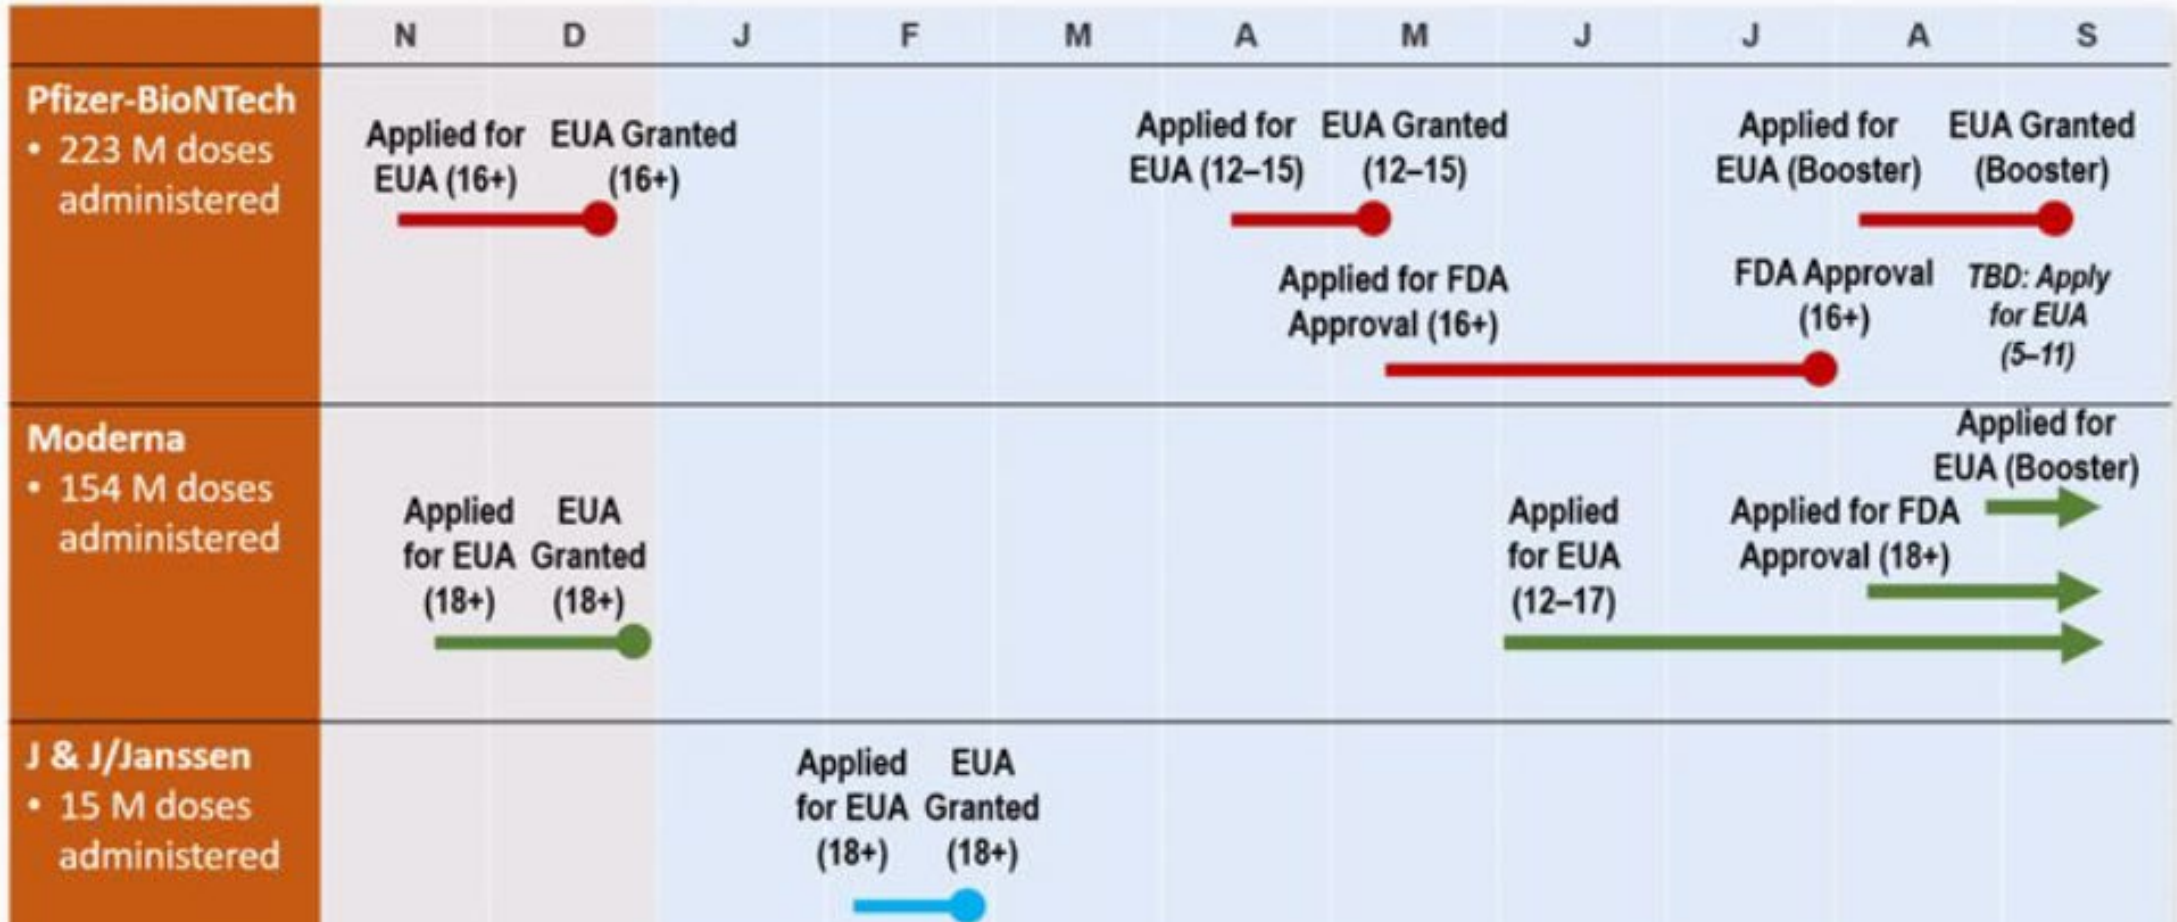 N D J F M A M J J A S
Pfizer-BioNTech
• 223 M doses
administered
Applied for
EUA (16+)
EUA Granted
(16+)
Applied for
EUA (12–15)
EUA Granted
(12–15)
Applied for
EUA (Booster)
EUA Granted
(Booster)
Applied for FDA
Approval (16+)
FDA Approval
(16+)
TBD: Apply
for EUA
(5–11)
Moderna
• 154 M doses
administered
Applied
for EUA
(18+)
EUA
Granted
(18+)
Applied
for EUA
(12–17)
Applied for FDA
Approval (18+)
Applied for
EUA (Booster)
J & J/Janssen
• 15 M doses
administered
Applied
for EUA
(18+)
EUA
Granted
(18+)